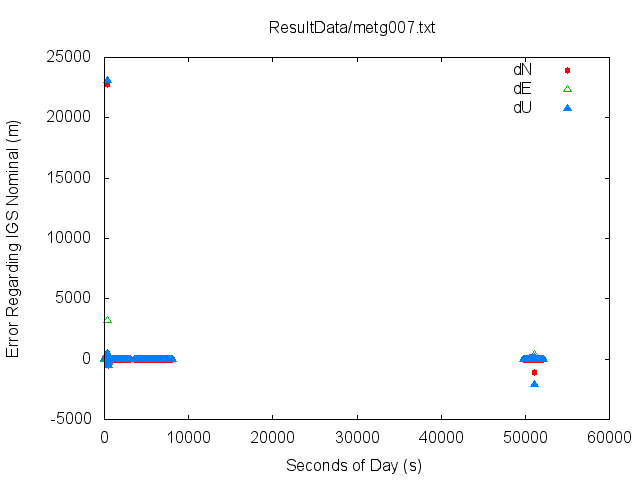 ResultData/metg007.txt
Error Regarding IGS Nominal (m)
25000
20000
15000
10000
5000
0
-5000
dN
dE
dU
0 10000 20000 30000 40000 50000 60000
Seconds of Day (s)